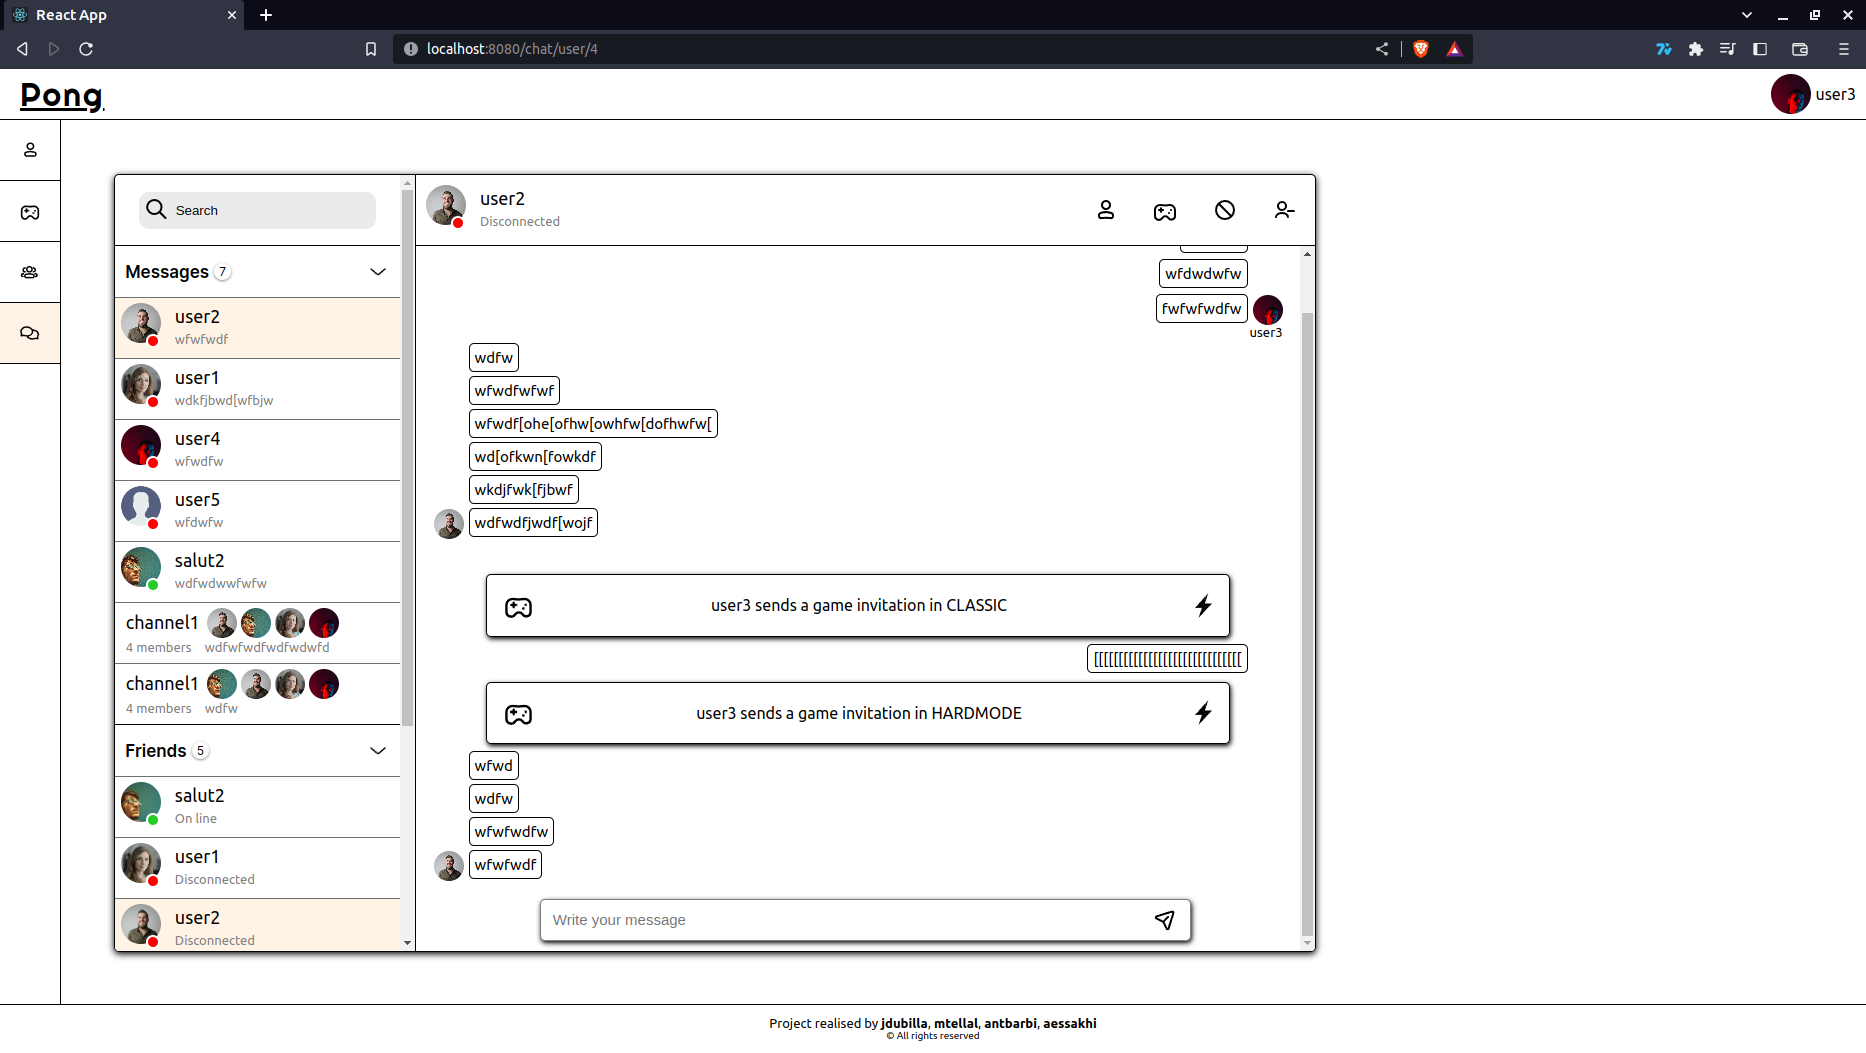 React App
localhost:8080/chat/user/4
Pong
user3
Search
Messages 7
user2
wfwfwdf
user1
wdkfjbwd[wfbjw
user4
wfwdfw
user5
wfdwfw
salut2
wdfwdwwfwfw
channel1
4 members wdfwfwdfwdfwdwfd
channel1
4 members wdfw
Friends 5
salut2
On line
user1
Disconnected
user2
Disconnected
user2
Disconnected
wfdwdwfw
fwfwfwdfw
user3
wdfw
wfwdfwfwf
wfwdf[ohe[ofhw[owhfw[dofhwfw[
wd[ofkwn[fowkdf
wkdjfwk[fjbwf
wdfwdfjwdf[wojf
user3 sends a game invitation in CLASSIC
[[[[[[[[[[[[[[[[[[[[[[[[[[[[[[
user3 sends a game invitation in HARDMODE
wfwd
wdfw
wfwfwdfw
wfwfwdf
Write your message
Project realised by jdubilla, mtellal, antbarbi, aessakhi
© All rights reserved